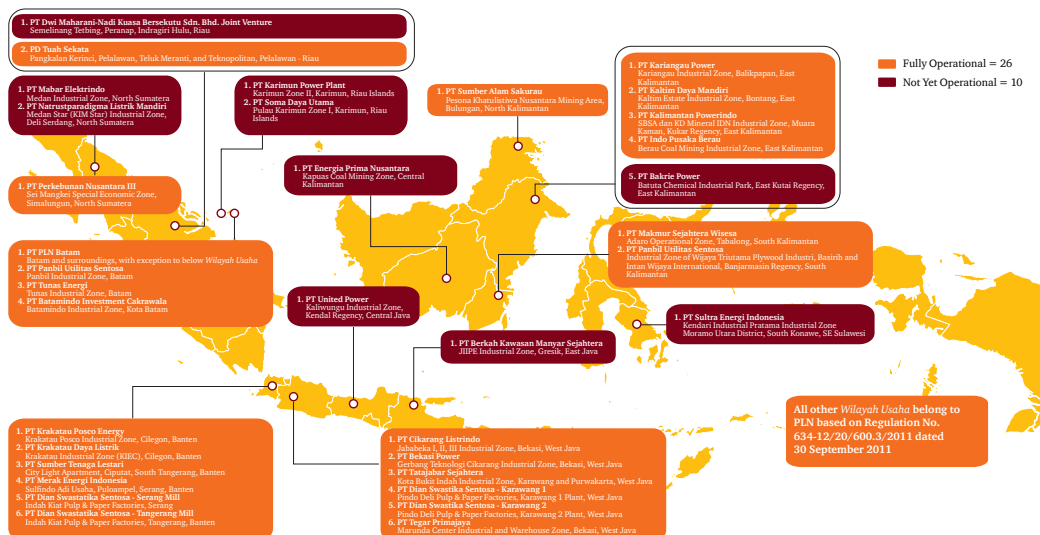 1. PT Dwi Maharani-Nadi Kuasa Bersekutu Sdn. Bhd. Joint Venture
Semelinang Tetbing, Peranap, Indragiri Hulu, Riau
2. PD Tuah Sekata
Pangkalan Kerinci, Pelalawan, Teluk Meranti, and Teknopolitan, Pelalawan - Riau
1. PT Mabar Elektrindo
Medan Industrial Zone, North Sumatera
2. PT Natrustparadigma Listrik Mandiri
Medan Star (KIM Star) Industrial Zone,
Deli Serdang, North Sumatera
1. PT Karimun Power Plant
Karimun Zone II, Karimun, Riau Islands
2. PT Soma Daya Utama
Pulau Karimun Zone I, Karimun, Riau
Islands
1. PT Sumber Alam Sakurau
Pesona Khatulistiwa Nusantara Mining Area,
Bulungan, North Kalimantan
1. PT Kariangau Power
Kariangau Industrial Zone, Balikpapan, East
Kalimantan
2. PT Kaltim Daya Mandiri
Kaltim Estate Industrial Zone, Bontang, East
Kalimantan
3. PT Kalimantan Powerindo
SBSA dan KD Mineral IDN Industrial Zone, Muara
Kaman, Kukar Regency, East Kalimantan
4. PT Indo Pusaka Berau
Berau Coal Mining Industrial Zone, East Kalimantan
5. PT Bakrie Power
Batuta Chemical Industrial Park, East Kutai Regency,
East Kalimantan
Fully Operational = 26
Not Yet Operational = 10
1. PT Energia Prima Nusantara
Kapuas Coal Mining Zone, Central
Kalimantan
1. PT Perkebunan Nusantara III
Sei Mangkei Special Economic Zone,
Simalungun, North Sumatera
1. PT Makmur Sejahtera Wisesa
Adaro Operational Zone, Tabalong, South Kalimantan
2. PT Panbil Utilitas Sentosa
Industrial Zone of Wijaya Triutama Plywood Industri, Basirih and
Intan Wijaya International, Banjarmasin Regency, South
Kalimantan
1. PT PLN Batam
Batam and surroundings, with exception to below Wilayah Usaha
2. PT Panbil Utilitas Sentosa
Panbil Industrial Zone, Batam
3. PT Tunas Energi
Tunas Industrial Zone, Batam
4. PT Batamindo Investment Cakrawala
Batamindo Industrial Zone, Kota Batam
1. PT United Power
Kaliwungu Industrial Zone,
Kendal Regency, Central Java
1. PT Sultra Energi Indonesia
Kendari Industrial Pratama Industrial Zone
Moramo Utara District, South Konawe, SE Sulawesi
1. PT Berkah Kawasan Manyar Sejahtera
JIIPE Industrial Zone, Gresik, East Java
All other Wilayah Usaha belong to
PLN based on Regulation No.
634-12/20/600.3/2011 dated
30 September 2011
1. PT Krakatau Posco Energy
Krakatau Posco Industrial Zone, Cilegon, Banten
2. PT Krakatau Daya Listrik
Krakatau Industrial Zone (KIEC), Cilegon, Banten
3. PT Sumber Tenaga Lestari
City Light Apartment, Ciputat, South Tangerang, Banten
4. PT Merak Energi Indonesia
Sulfindo Adi Usaha, Puloampel, Serang, Banten
5. PT Dian Swastatika Sentosa - Serang Mill
Indah Kiat Pulp & Paper Factories, Serang, Banten
6. PT Dian Swastatika Sentosa - Tangerang Mill
Indah Kiat Pulp & Paper Factories, Tangerang, Banten
1. PT Cikarang Listrindo
Jababeka I, II, III Industrial Zone, Bekasi, West Java
2. PT Bekasi Power
Gerbang Teknologi Cikarang Industrial Zone, Bekasi, West Java
3. PT Tatajabar Sejahtera
Kota Bukit Indah Industrial Zone, Karawang and Purwakarta, West Java
4. PT Dian Swastika Sentosa - Karawang 1
Pindo Deli Pulp & Paper Factories, Karawang 1 Plant, West Java
5. PT Dian Swastika Sentosa - Karawang 2
Pindo Deli Pulp & Paper Factories, Karawang 2 Plant, West Java
6. PT Tegar Primajaya
Marunda Center Industrial and Warehouse Zone, Bekasi, West Java